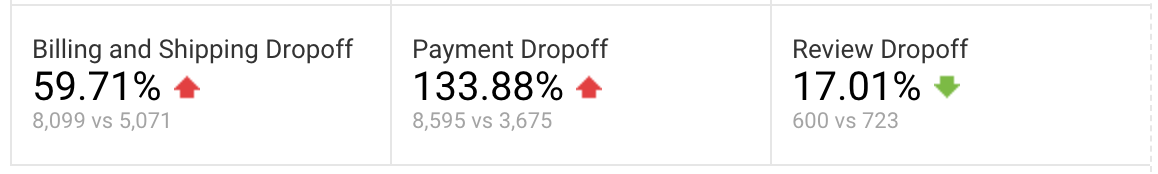 Billing and Shipping Dropoff
59.71%
8,099 vs 5,071
Payment Dropoff
133.88%
8,595 vs 3,675
Review Dropoff
17.01%
600 vs 723